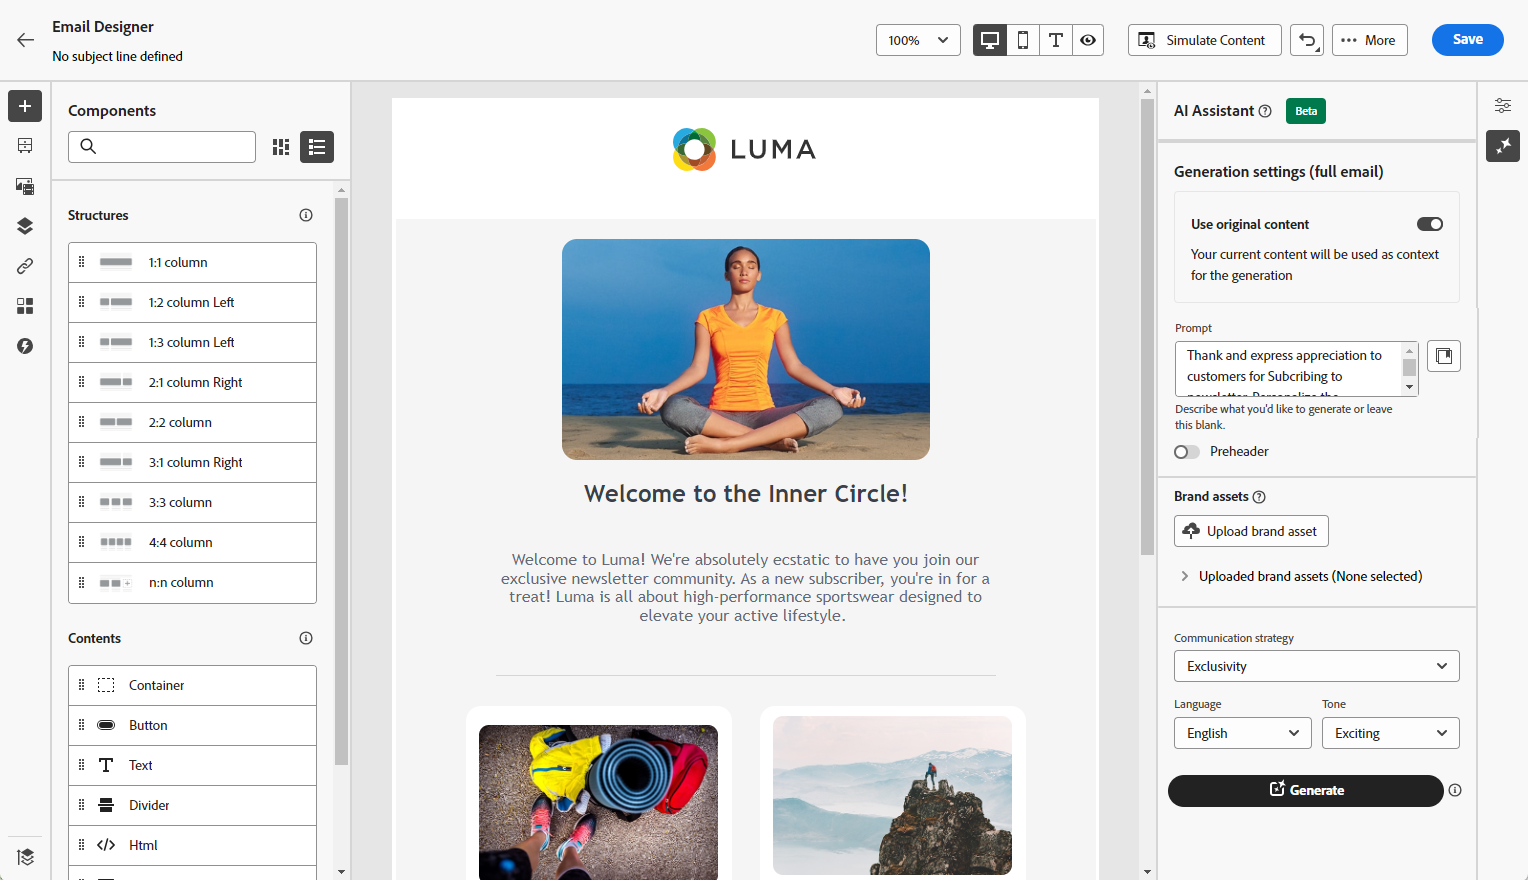 Email Designer
No subject line defined
100%
Simulate Content
More
Save
Components
Structures
1:1 column
1:2 column Left
1:3 column Left
2:1 column Right
2:2 column
3:1 column Right
3:3 column
4:4 column
n:n column
Contents
Container
Button
Text
Divider
Html
LUMA
Welcome to the Inner Circle!
Welcome to Luma! We're absolutely ecstatic to have you join our
exclusive newsletter community. As a new subscriber, you're in for a
treat! Luma is all about high-performance sportswear designed to
elevate your active lifestyle.
AI Assistant
Beta
Generation settings (full email)
Use original content
Your current content will be used as context
for the generation
Prompt
Thank and express appreciation to
customers for Subcribing to
newsletter. Personalize the
Describe what you'd like to generate or leave
this blank.
Preheader
Brand assets
Upload brand asset
Uploaded brand assets (None selected)
Communication strategy
Exclusivity
Language
Tone
English
Exciting
Generate